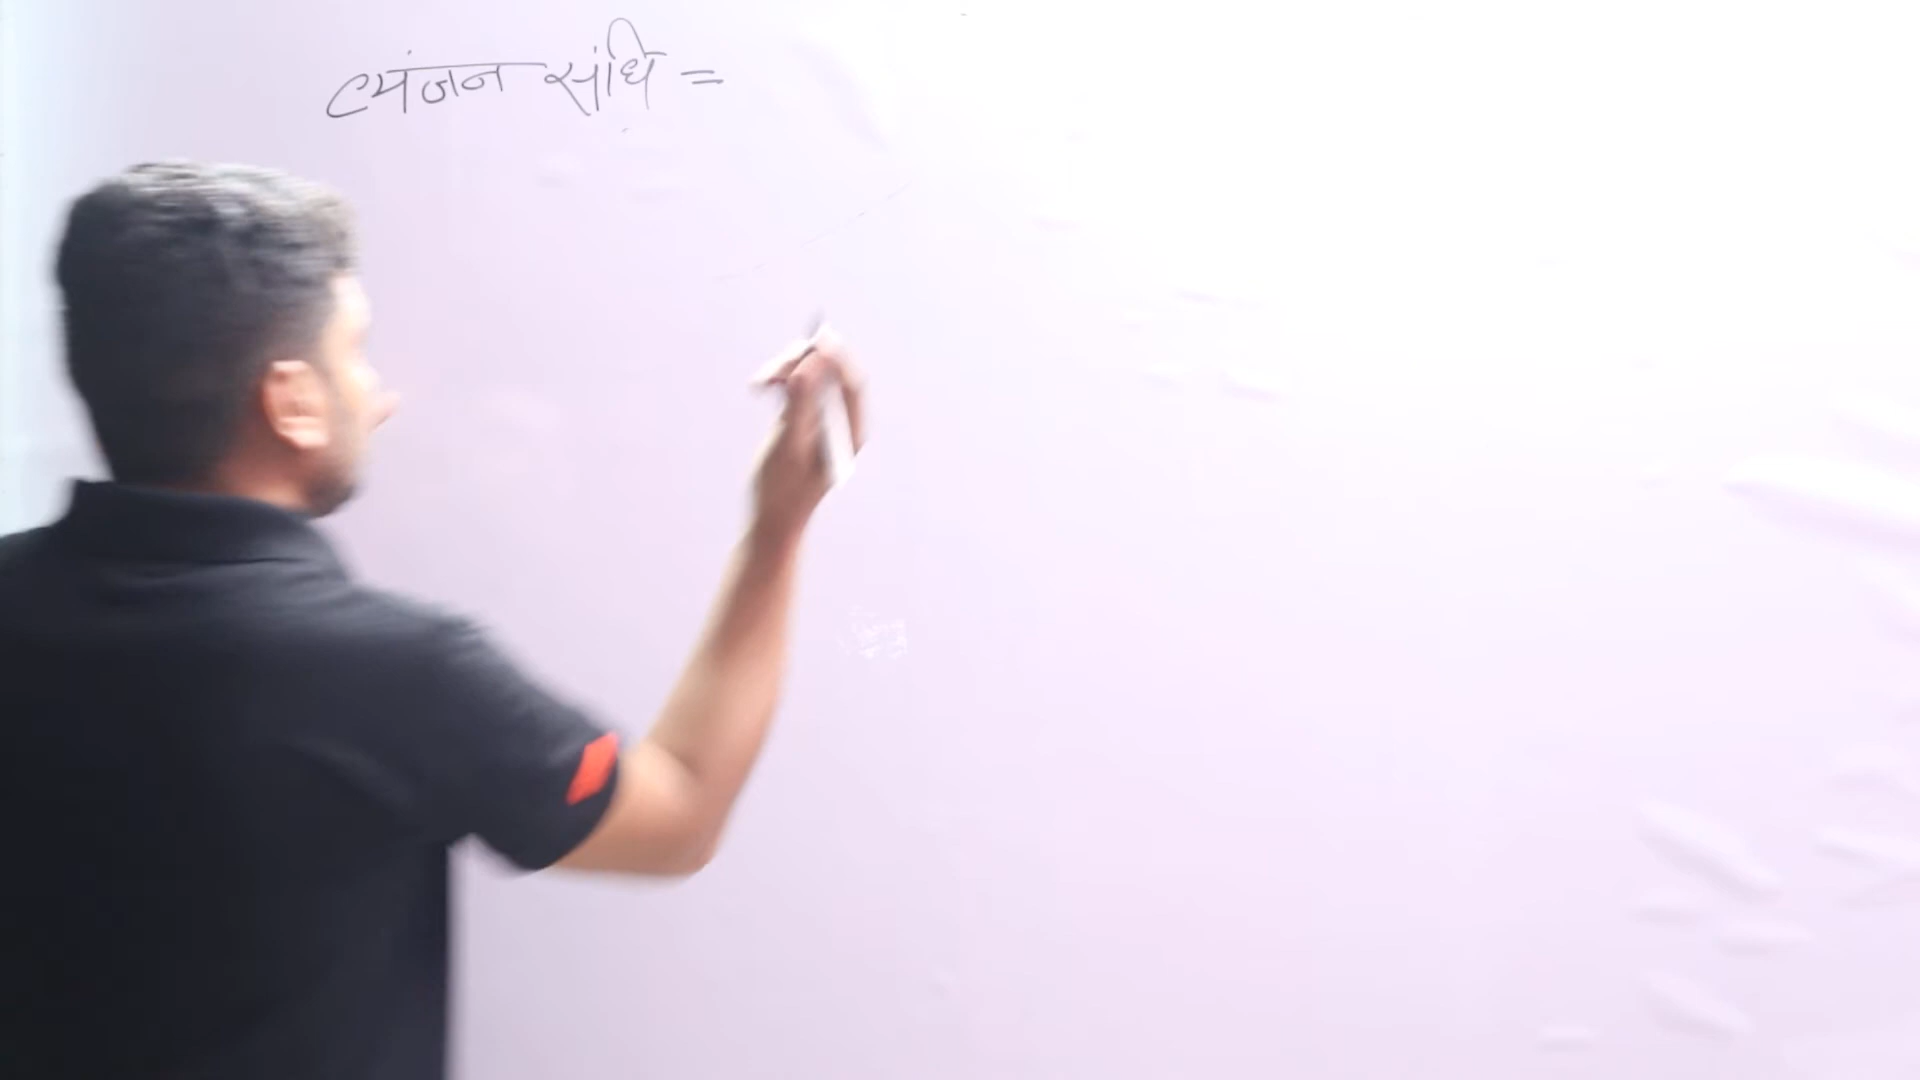 व्यंजन संधि =